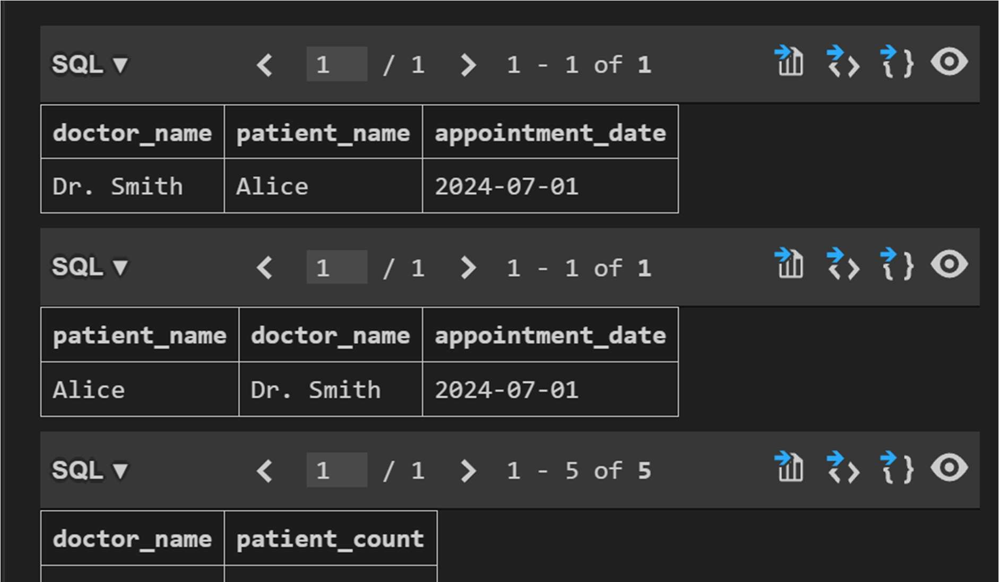 SQL ▼ < 1 / 1 > 1 - 1 of 1
doctor_name patient_name appointment_date
Dr. Smith Alice 2024-07-01
SQL ▼ < 1 / 1 > 1 - 1 of 1
patient_name doctor_name appointment_date
Alice Dr. Smith 2024-07-01
SQL ▼ < 1 / 1 > 1 - 5 of 5
doctor_name patient_count